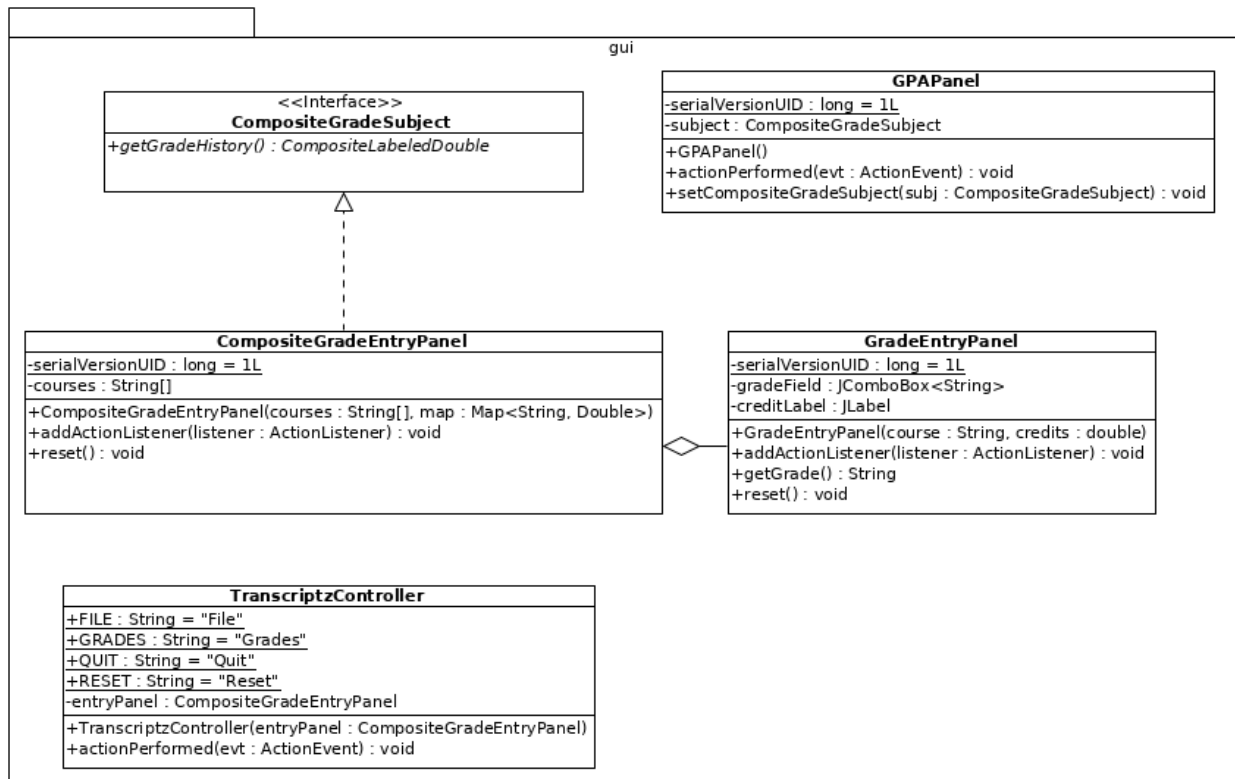 gui
<<Interface>>
CompositeGradeSubject
+getGradeHistory() : CompositeLabeledDouble
GPAPanel
-serialVersionUID : long = 1L
-subject : CompositeGradeSubject
+GPAPanel()
+actionPerformed(evt : ActionEvent) : void
+setCompositeGradeSubject(subj : CompositeGradeSubject) : void
CompositeGradeEntryPanel
-serialVersionUID : long = 1L
-courses : String[]
+CompositeGradeEntryPanel(courses : String[], map : Map<String, Double>)
+addActionListener(listener : ActionListener) : void
+reset() : void
GradeEntryPanel
-serialVersionUID : long = 1L
-gradeField : JComboBox<String>
-creditLabel : JLabel
+GradeEntryPanel(course : String, credits : double)
+addActionListener(listener : ActionListener) : void
+getGrade() : String
+reset() : void
TranscriptzController
+FILE : String = "File"
+GRADES : String = "Grades"
+QUIT : String = "Quit"
+RESET : String = "Reset"
-entryPanel : CompositeGradeEntryPanel
+TranscriptzController(entryPanel : CompositeGradeEntryPanel)
+actionPerformed(evt : ActionEvent) : void